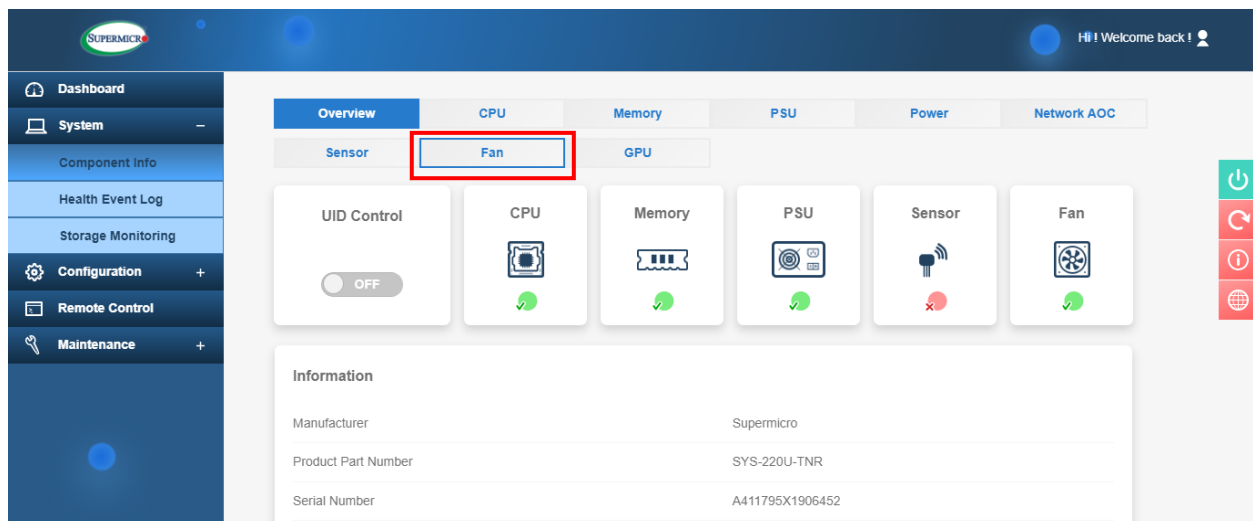 SUPERMICR
Hi ! Welcome back !
Dashboard
System −
Component Info
Health Event Log
Storage Monitoring
Configuration +
Remote Control
Maintenance +
Overview CPU Memory PSU Power Network AOC
Sensor Fan GPU
UID Control CPU Memory PSU Sensor Fan
OFF
Information
Manufacturer Supermicro
Product Part Number SYS-220U-TNR
Serial Number A411795X1906452